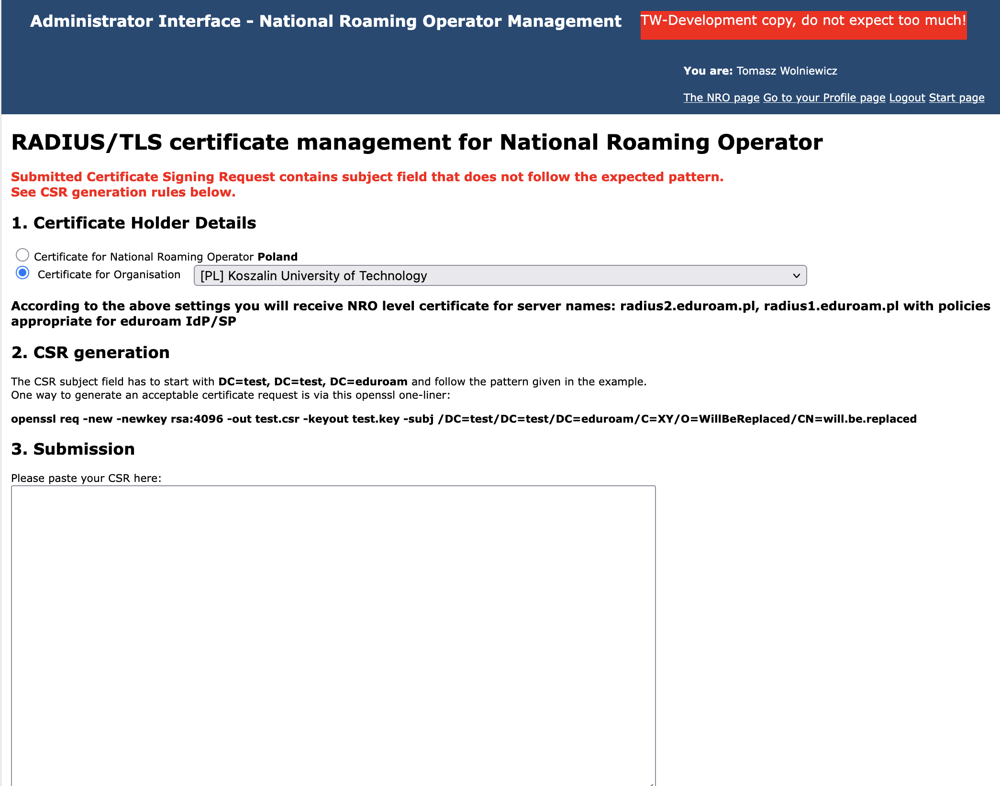 Administrator Interface - National Roaming Operator Management
TW-Development copy, do not expect too much!
You are: Tomasz Wolniewicz
The NRO page Go to your Profile page Logout Start page
RADIUS/TLS certificate management for National Roaming Operator
Submitted Certificate Signing Request contains subject field that does not follow the expected pattern.
See CSR generation rules below.
1. Certificate Holder Details
Certificate for National Roaming Operator Poland
Certificate for Organisation [PL] Koszalin University of Technology
According to the above settings you will receive NRO level certificate for server names: radius2.eduroam.pl, radius1.eduroam.pl with policies
appropriate for eduroam IdP/SP
2. CSR generation
The CSR subject field has to start with DC=test, DC=test, DC=eduroam and follow the pattern given in the example.
One way to generate an acceptable certificate request is via this openssl one-liner:
openssl req -new -newkey rsa:4096 -out test.csr -keyout test.key -subj /DC=test/DC=test/DC=eduroam/C=XY/O=WillBeReplaced/CN=will.be.replaced
3. Submission
Please paste your CSR here: